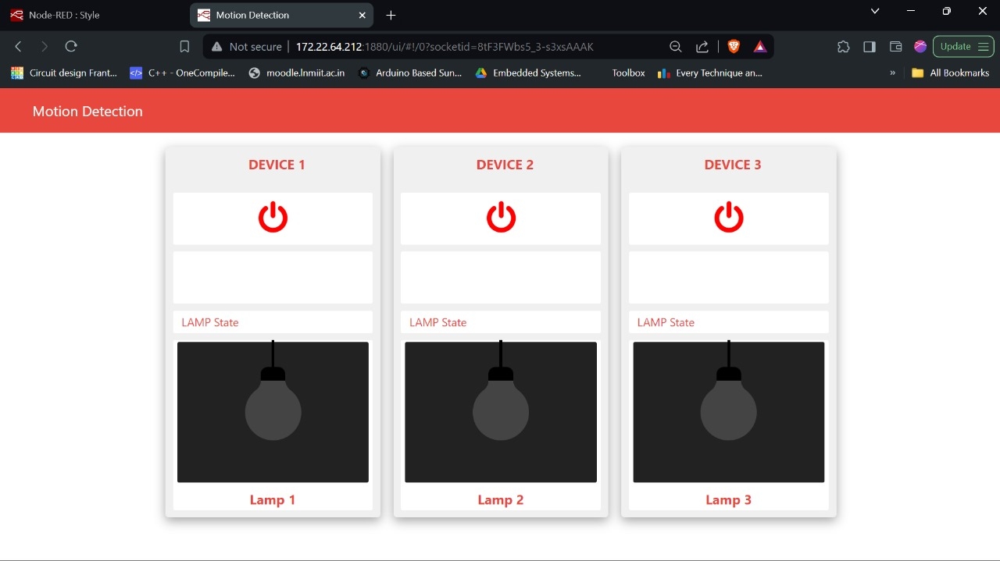 Node-RED : Style
Motion Detection
Not secure
172.22.64.212:1880/ui/#!/0?socketid=8tF3FWbs5_3-s3xsAAAK
Update
Circuit design Frant...
</>
C++ - OneCompile...
moodle.lnmiit.ac.in
Arduino Based Sun...
Embedded Systems...
Toolbox
Every Technique an...
»
All Bookmarks
Motion Detection
DEVICE 1
LAMP State
Lamp 1
DEVICE 2
LAMP State
Lamp 2
DEVICE 3
LAMP State
Lamp 3